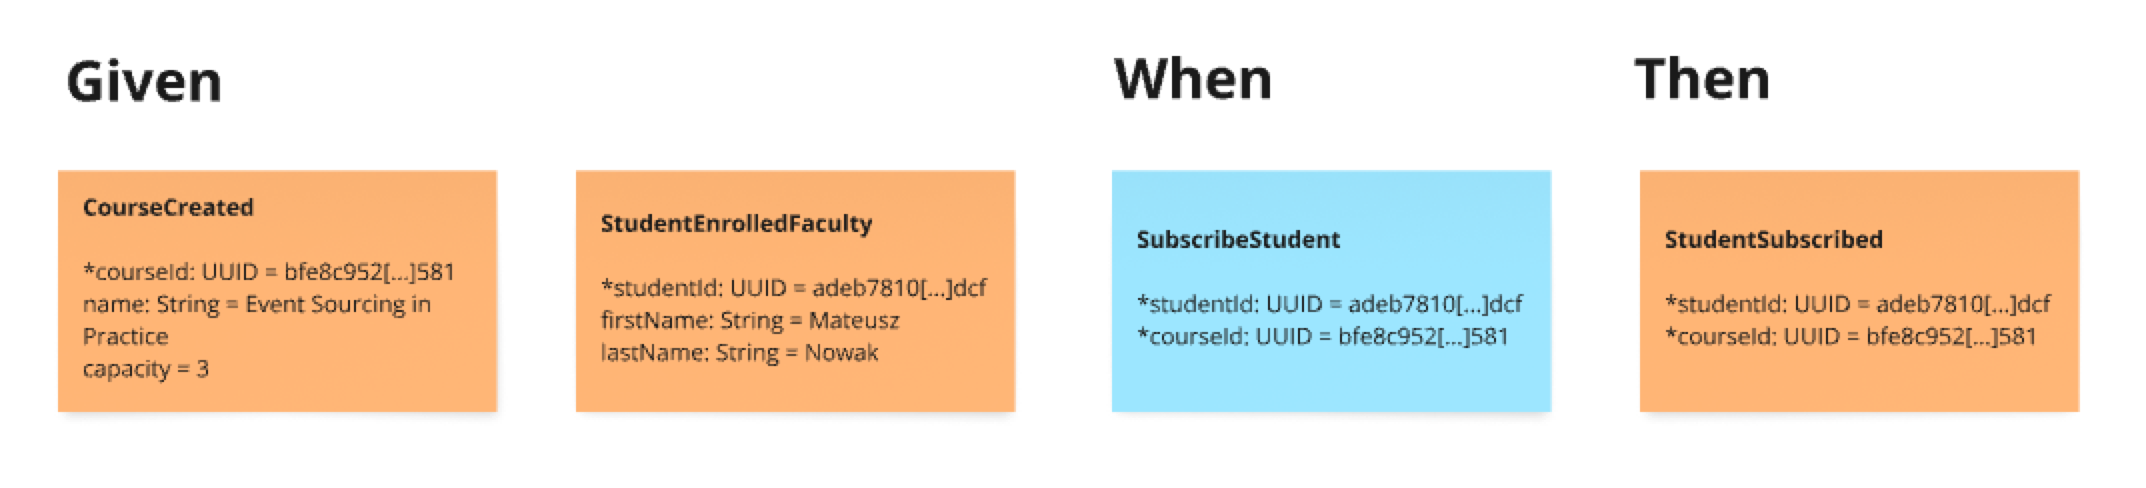 Given
CourseCreated
*courseId: UUID = bfe8c952[...]581
name: String = Event Sourcing in
Practice
capacity = 3
StudentEnrolledFaculty
*studentId: UUID = adeb7810[...]dcf
firstName: String = Mateusz
lastName: String = Nowak
When
SubscribeStudent
*studentId: UUID = adeb7810[...]dcf
*courseId: UUID = bfe8c952[...]581
Then
StudentSubscribed
*studentId: UUID = adeb7810[...]dcf
*courseId: UUID = bfe8c952[...]581